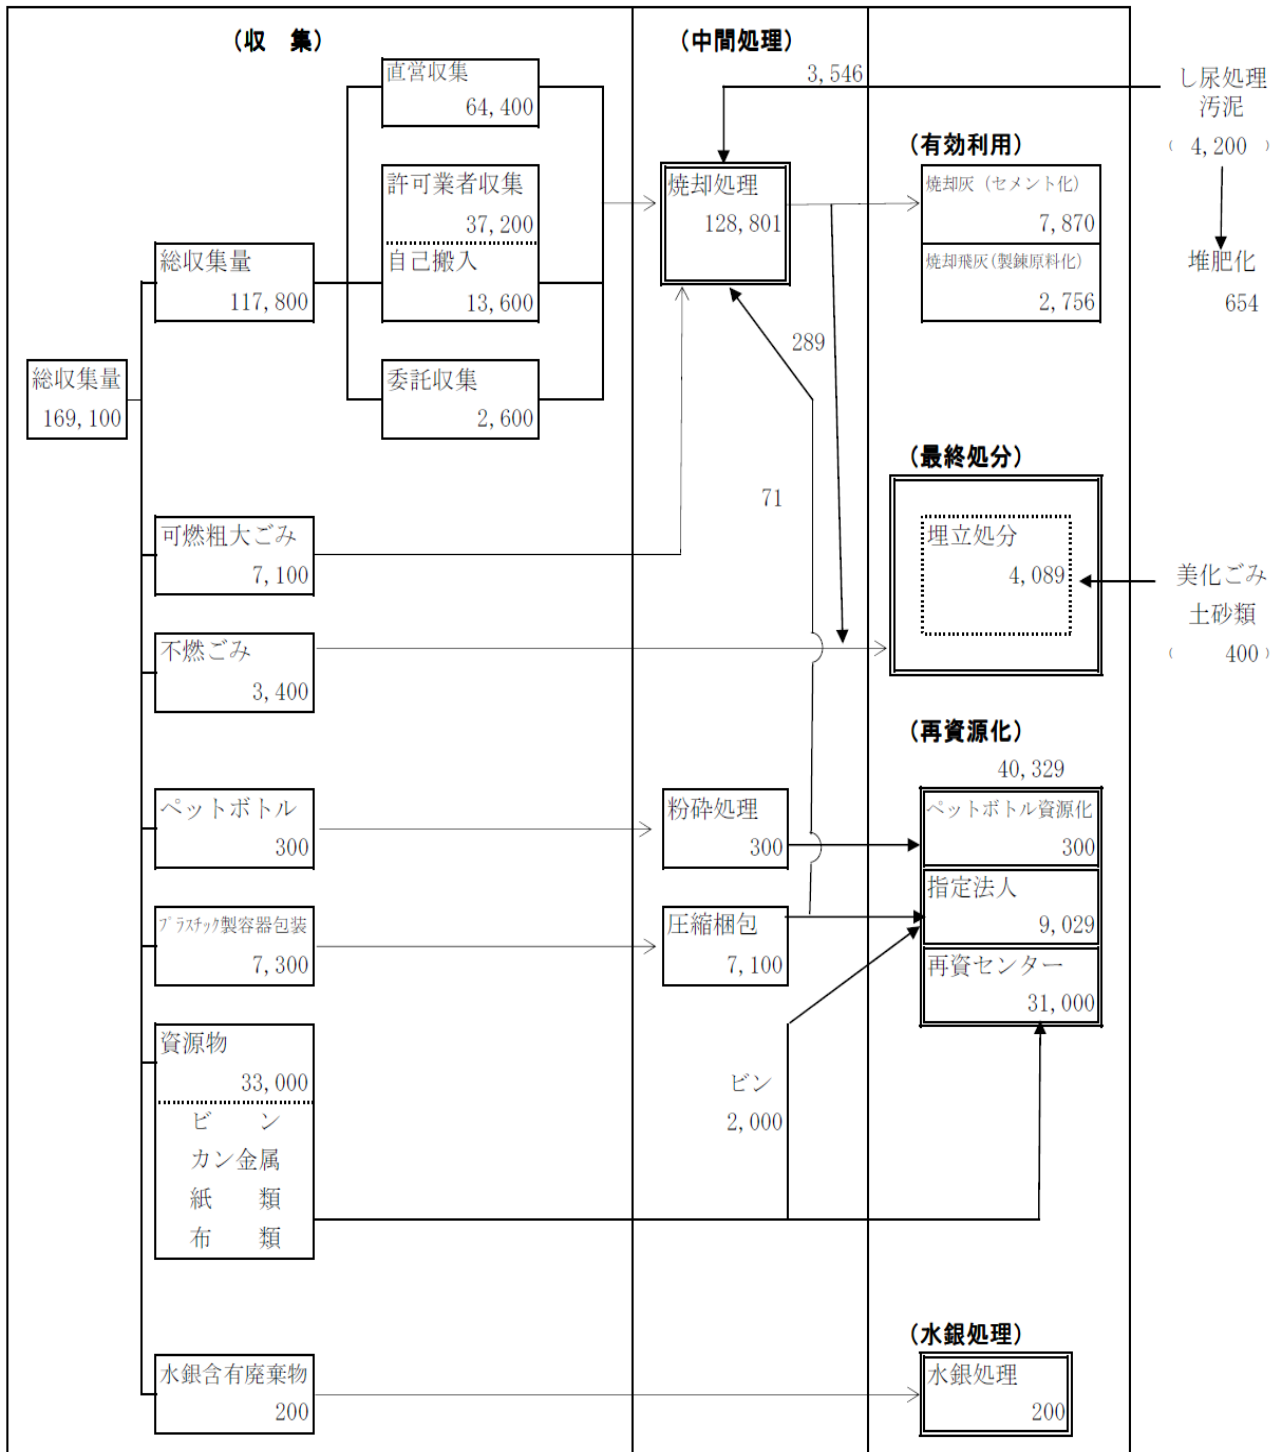 (収　集)
直営収集
64,400
許可業者収集
37,200
自己搬入
13,600
委託収集
2,600
総収集量
117,800
総収集量
169,100
可燃粗大ごみ
7,100
不燃ごみ
3,400
ペットボトル
300
プラスチック製容器包装
7,300
資源物
33,000
ビ　　ン
カン金属
紙　　類
布　　類
水銀含有廃棄物
200
(中間処理)
3,546
焼却処理
128,801
289
71
粉砕処理
300
圧縮梱包
7,100
ビン
2,000
(有効利用)
焼却灰（セメント化）
7,870
焼却飛灰(製錬原料化)
2,756
(最終処分)
埋立処分
4,089
(再資源化)
40,329
ペットボトル資源化
300
指定法人
9,029
再資センター
31,000
(水銀処理)
水銀処理
200
し尿処理
汚泥
( 4,200 )
堆肥化
654
美化ごみ
土砂類
( 400 )